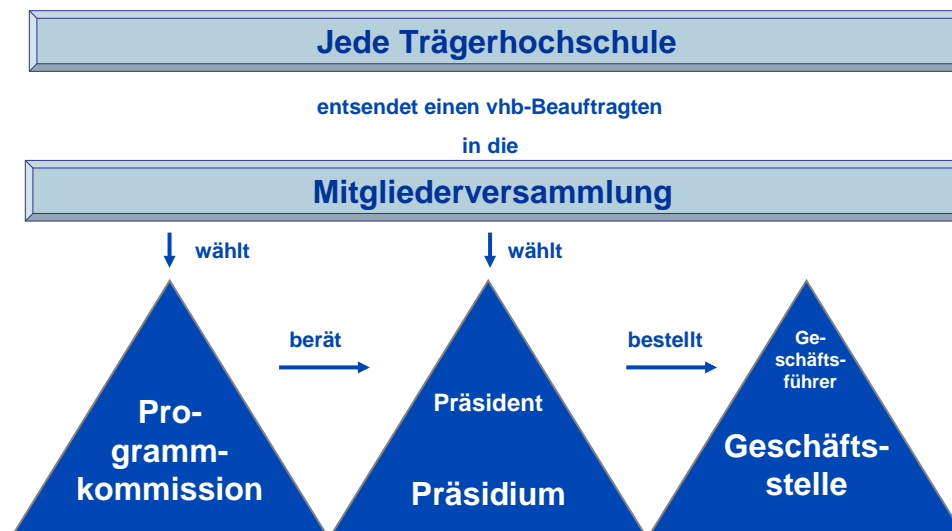 Jede Trägerhochschule
entsendet einen vhb-Beauftragten
in die
Mitgliederversammlung
wählt
wählt
berät
bestellt
Pro-
gramm-
kommission
Präsident
Präsidium
Ge-
schäfts-
führer
Geschäfts-
stelle